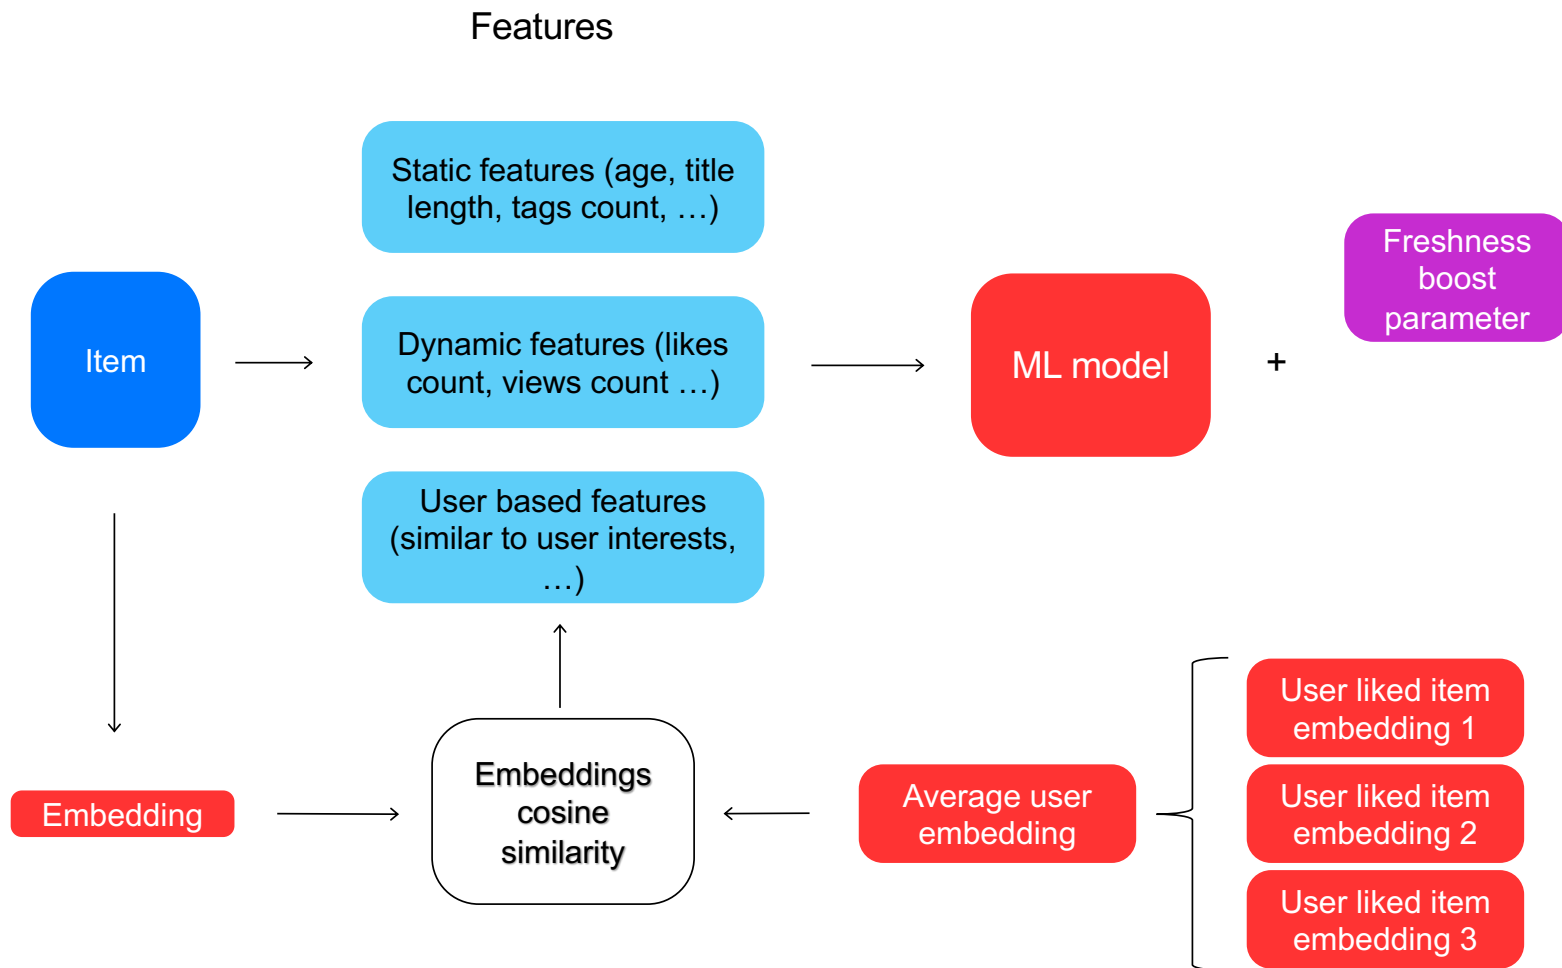 Features
Static features (age, title
length, tags count, …)
Freshness
boost
parameter
Item
Dynamic features (likes
count, views count …)
ML model
+
User based features
(similar to user interests,
…)
User liked item
embedding 1
Embedding
Embeddings
cosine
similarity
Average user
embedding
User liked item
embedding 2
User liked item
embedding 3